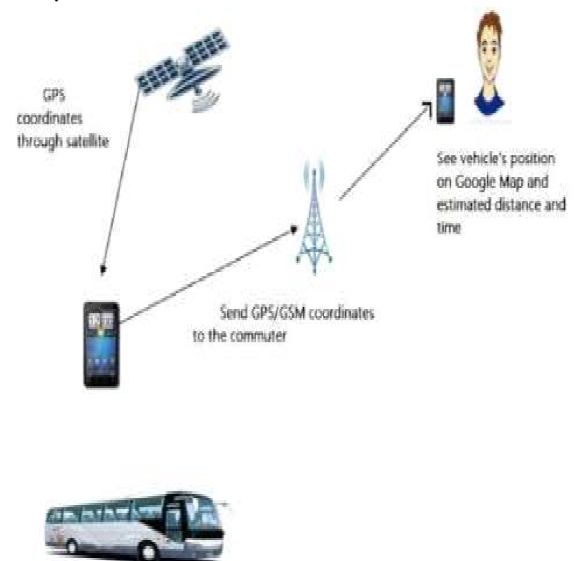 GPS
coordinates
through satellite
See vehicle's position
on Google Map and
estimated distance and
time
Send GPS/GSM coordinates
to the commuter